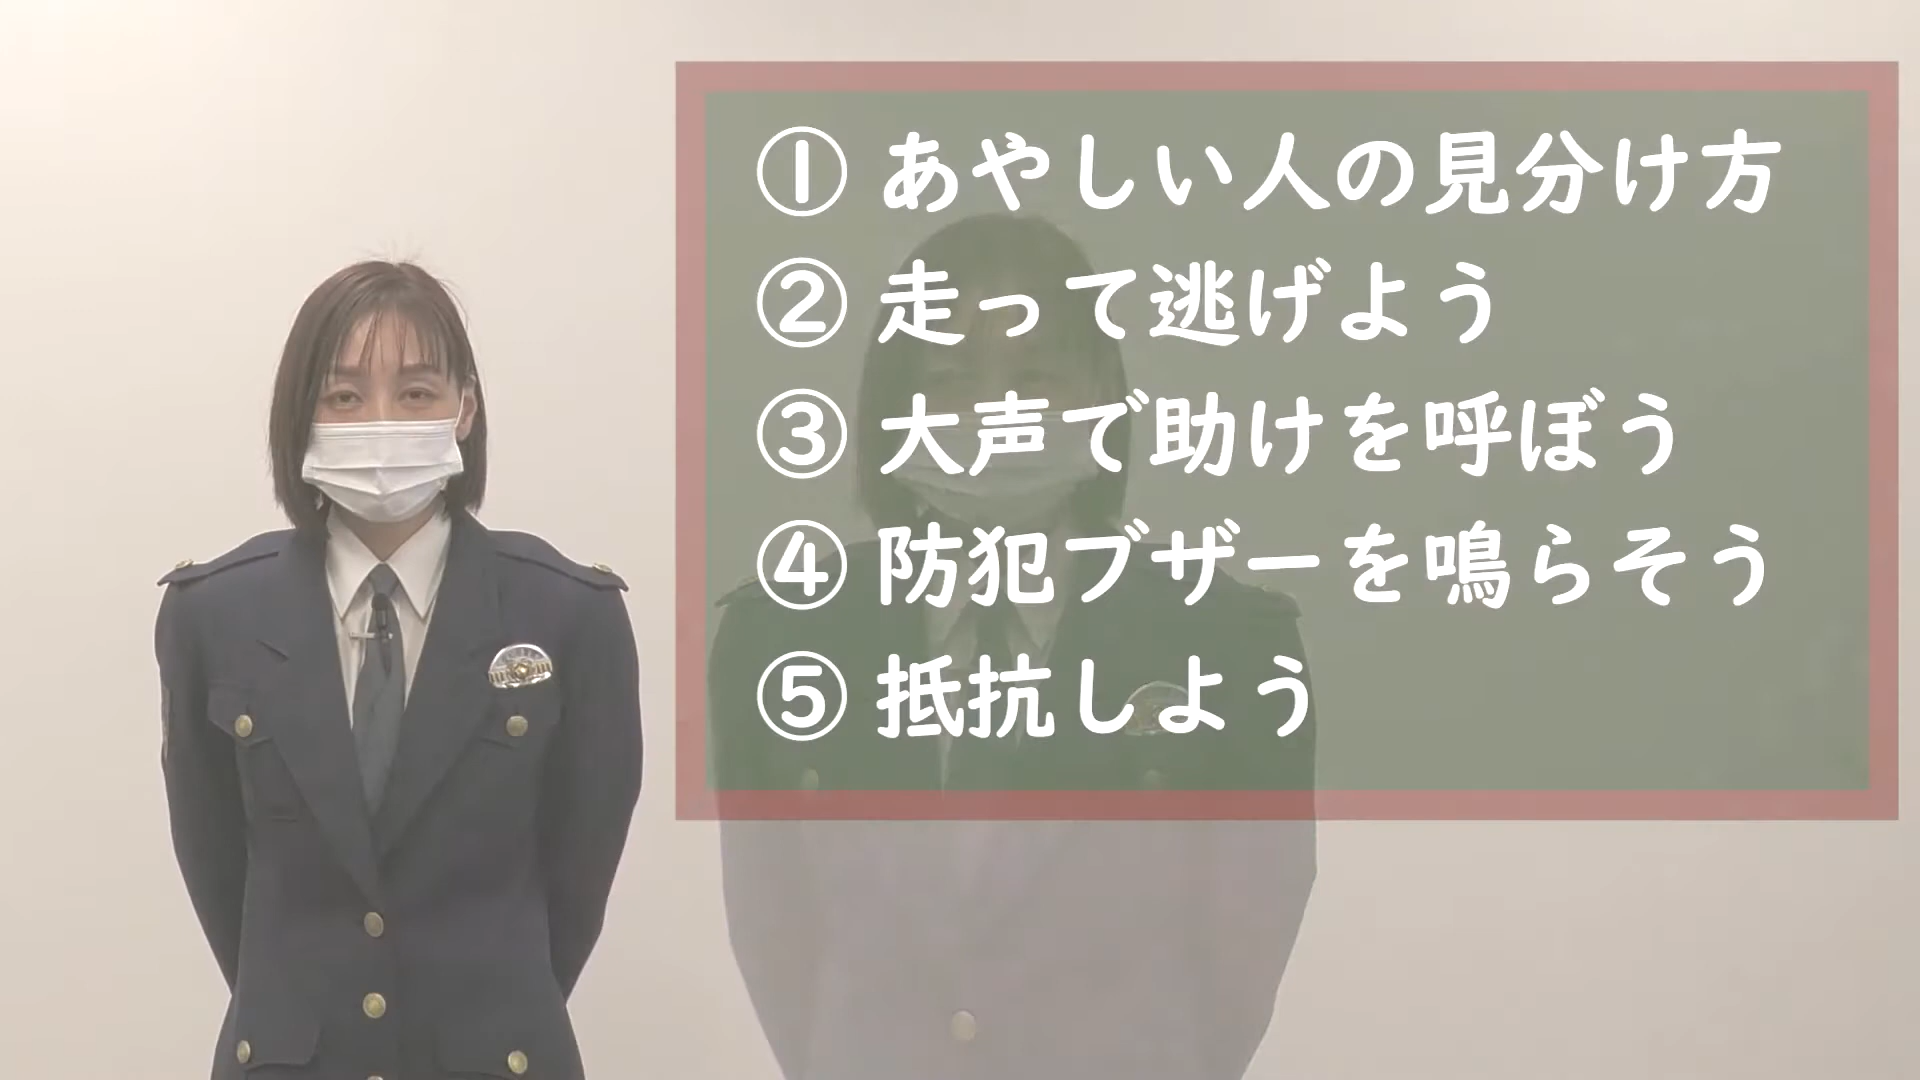 ① あやしい人の見分け方
② 走って逃げよう
③ 大声で助けを呼ぼう
④ 防犯ブザーを鳴らそう
⑤ 抵抗しよう